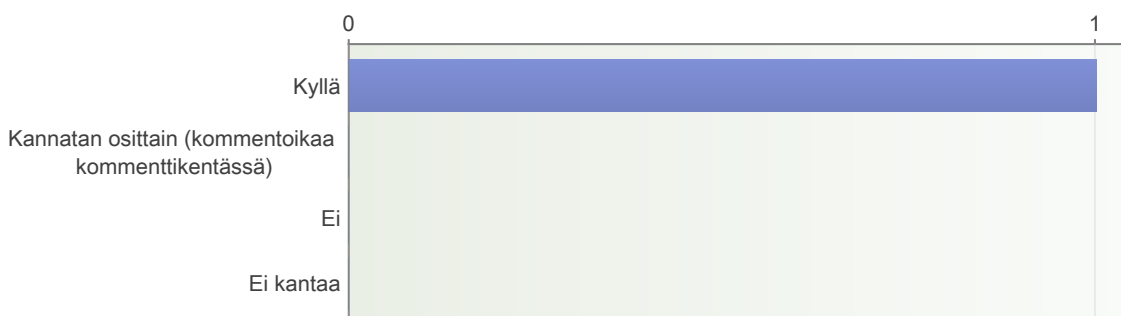 0 1
Kyllä
Kannatan osittain (kommentoikaa
kommenttikentässä)
Ei
Ei kantaa